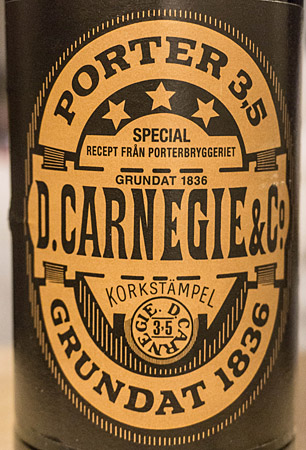 PORTER 3,5
SPECIAL
RECEPT FRÅN PORTERBRYGGERIET
GRUNDAT 1836
D. CARNEGIE & Co
KORKSTÄMPEL
D. CARNEGIE.
3·5
GRUNDAT 1836